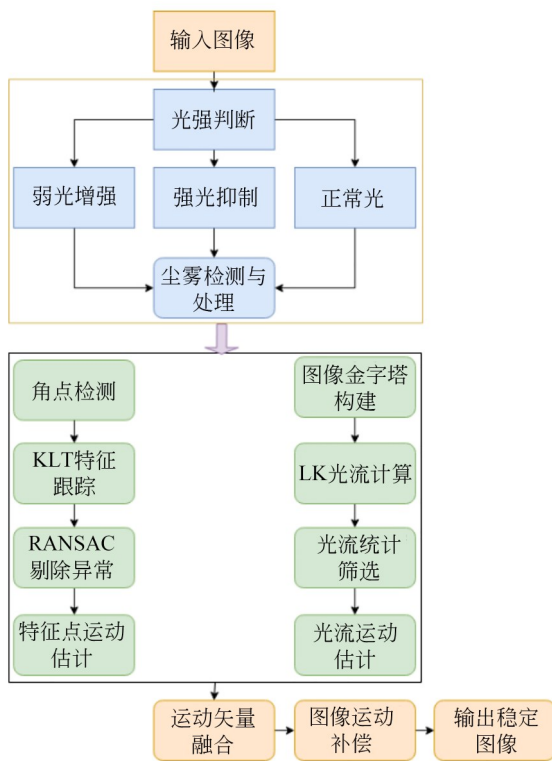 输入图像
光强判断
弱光增强
强光抑制
正常光
尘雾检测与
处理
角点检测
KLT特征
跟踪
RANSAC
剔除异常
特征点运动
估计
图像金字塔
构建
LK光流计算
光流统计
筛选
光流运动
估计
运动矢量
融合
图像运动
补偿
输出稳定
图像